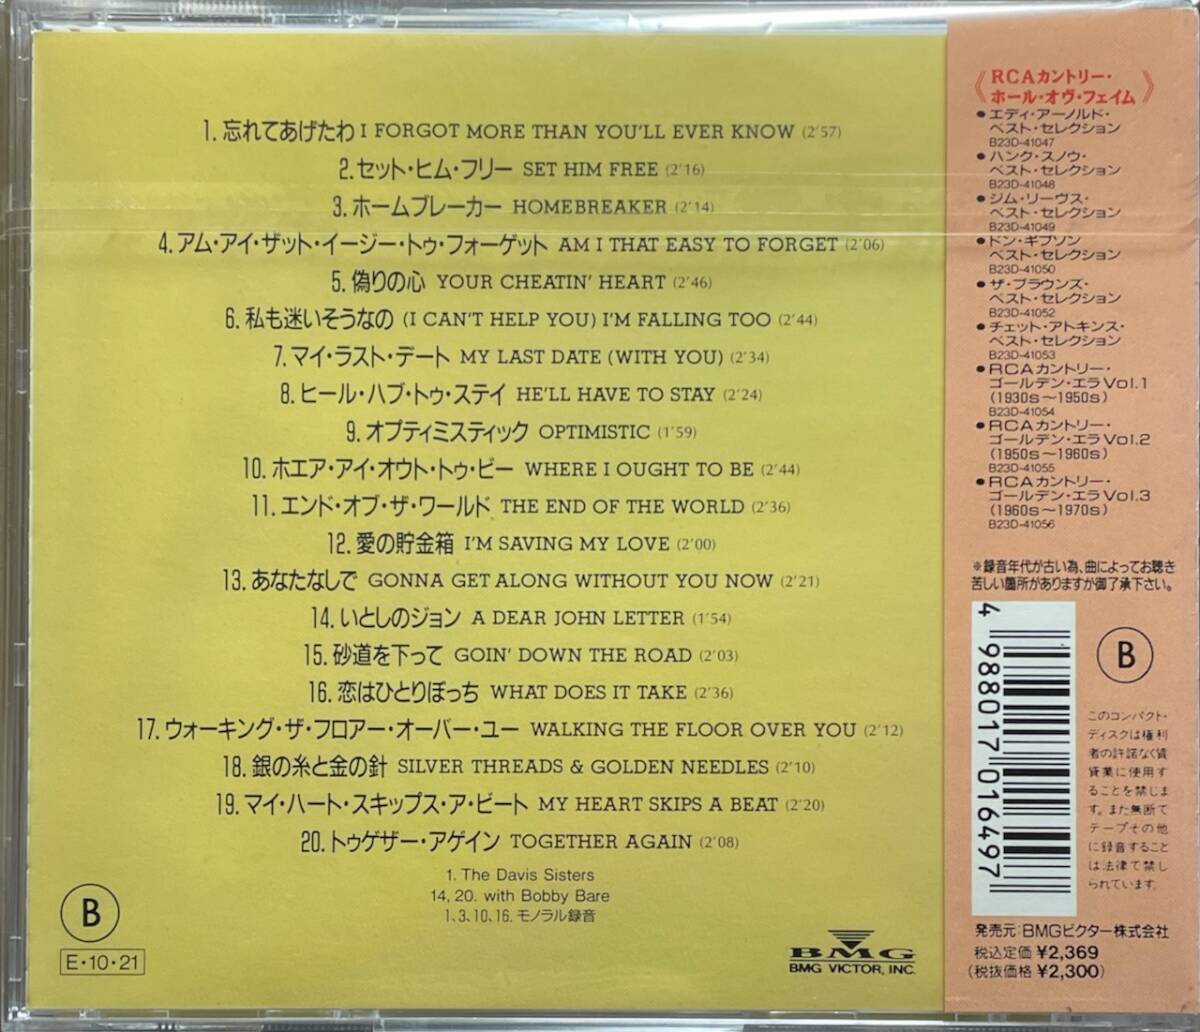 1. 忘れてあげたわ I FORGOT MORE THAN YOU'LL EVER KNOW (2'57)
2. セット・ヒム・フリー SET HIM FREE (2'16)
3. ホームブレーカー HOMEBREAKER (2'14)
4. アム・アイ・ザット・イージー・トゥ・フォーゲット AM I THAT EASY TO FORGET (2'06)
5. 偽りの心 YOUR CHEATIN' HEART (2'46)
6. 私も迷いそうなの (I CAN'T HELP YOU) I'M FALLING TOO (2'44)
7. マイ・ラスト・デート MY LAST DATE (WITH YOU) (2'34)
8. ヒール・ハブ・トゥ・ステイ HE'LL HAVE TO STAY (2'24)
9. オプティミスティック OPTIMISTIC (1'59)
10. ホエア・アイ・オウト・トゥ・ビー WHERE I OUGHT TO BE (2'44)
11. エンド・オブ・ザ・ワールド THE END OF THE WORLD (2'36)
12. 愛の貯金箱 I'M SAVING MY LOVE (2'00)
13. あなたなしで GONNA GET ALONG WITHOUT YOU NOW (2'21)
14. いとしのジョン A DEAR JOHN LETTER (1'54)
15. 砂道を下って GOIN' DOWN THE ROAD (2'03)
16. 恋はひとりぼっち WHAT DOES IT TAKE (2'36)
17. ウォーキング・ザ・フロアー・オーバー・ユー WALKING THE FLOOR OVER YOU (2'12)
18. 銀の糸と金の針 SILVER THREADS & GOLDEN NEEDLES (2'10)
19. マイ・ハート・スキップス・ア・ビート MY HEART SKIPS A BEAT (2'20)
20. トゥゲザー・アゲイン TOGETHER AGAIN (2'08)
1. The Davis Sisters
14, 20. with Bobby Bare
1、3、10、16. モノラル録音
B
E・10・21
BMG
BMG VICTOR, INC.
《RCAカントリー・
ホール・オヴ・フェイム》
●エディ・アーノルド・
ベスト・セレクション
B23D-41047
●ハンク・スノウ・
ベスト・セレクション
B23D-41048
●ジム・リーヴス・
ベスト・セレクション
B23D-41049
●ドン・ギブソン
ベスト・セレクション
B23D-41050
●ザ・ブラウンズ・
ベスト・セレクション
B23D-41052
●チェット・アトキンス・
ベスト・セレクション
B23D-41053
●RCAカントリー・
ゴールデン・エラVol.1
(1930s〜1950s)
B23D-41054
●RCAカントリー・
ゴールデン・エラVol.2
(1950s〜1960s)
B23D-41055
●RCAカントリー・
ゴールデン・エラVol.3
(1960s〜1970s)
B23D-41056
※録音年代が古い為、曲によってお聴き
苦しい箇所がありますが御了承下さい。
4 988017 016497
B
このコンパクト・
ディスクは権利
者の許諾なく賃
貸業に使用す
ることを禁じま
す。また無断で
テープその他
に録音すること
は法律で禁じ
られています。
発売元:BMGビクター株式会社
税込定価¥2,369
(税抜価格¥2,300)